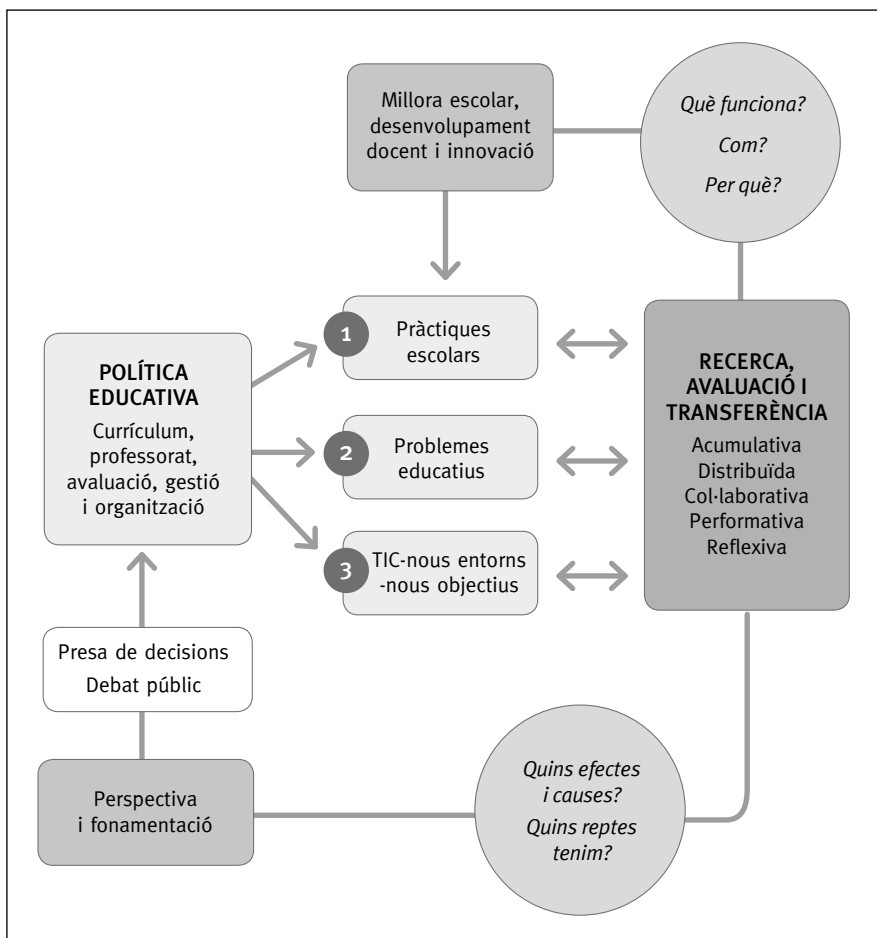 Millora escolar,
desenvolupament
docent i innovació
Què funciona?
Com?
Per què?
POLÍTICA
EDUCATIVA
Currículum,
professorat,
avaluació, gestió
i organització
1
Pràctiques
escolars
2
Problemes
educatius
3
TIC-nous entorns
-nous objectius
RECERCA,
AVALUACIÓ I
TRANSFERÈNCIA
Acumulativa
Distribuïda
Col·laborativa
Performativa
Reflexiva
Presa de decisions
Debat públic
Perspectiva
i fonamentació
Quins efectes
i causes?
Quins reptes
tenim?